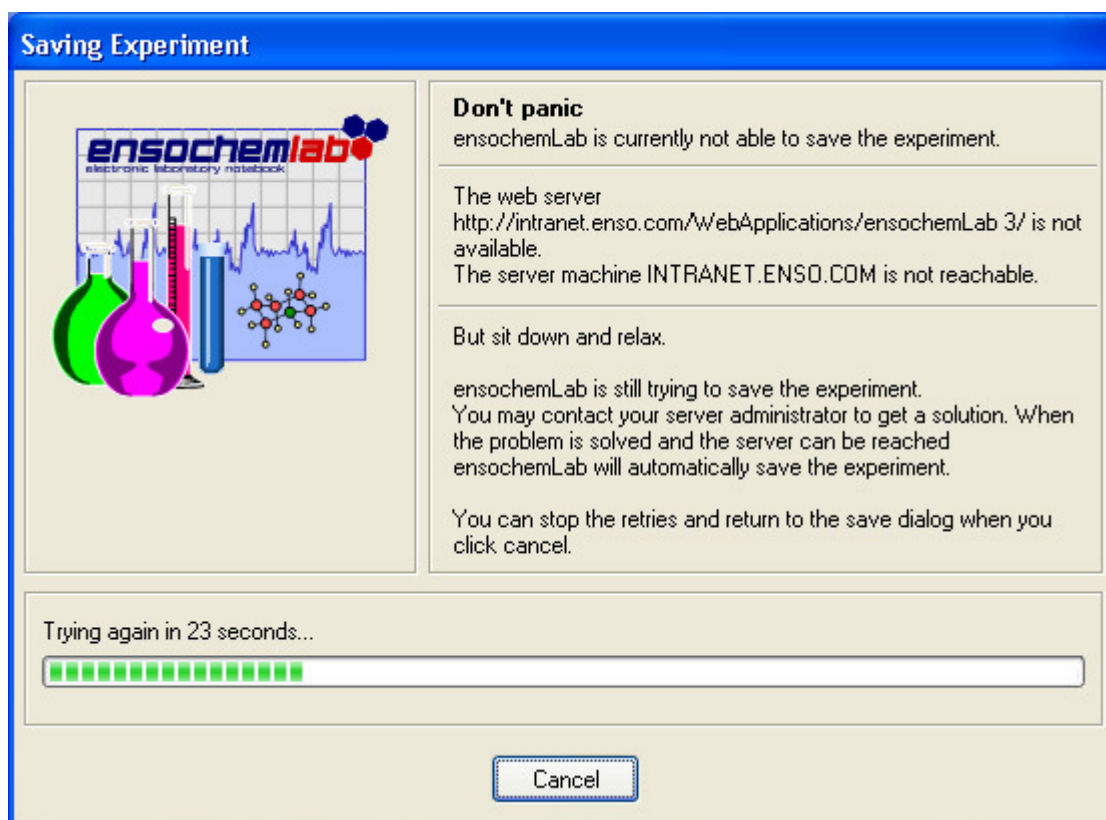 Saving Experiment
ensochemlab
electronic laboratory notebook
Don't panic
ensochemLab is currently not able to save the experiment.
The web server
http://intranet.enso.com/WebApplications/ensochemLab 3/ is not
available.
The server machine INTRANET.ENSO.COM is not reachable.
But sit down and relax.
ensochemLab is still trying to save the experiment.
You may contact your server administrator to get a solution. When
the problem is solved and the server can be reached
ensochemLab will automatically save the experiment.
You can stop the retries and return to the save dialog when you
click cancel.
Trying again in 23 seconds...
Cancel